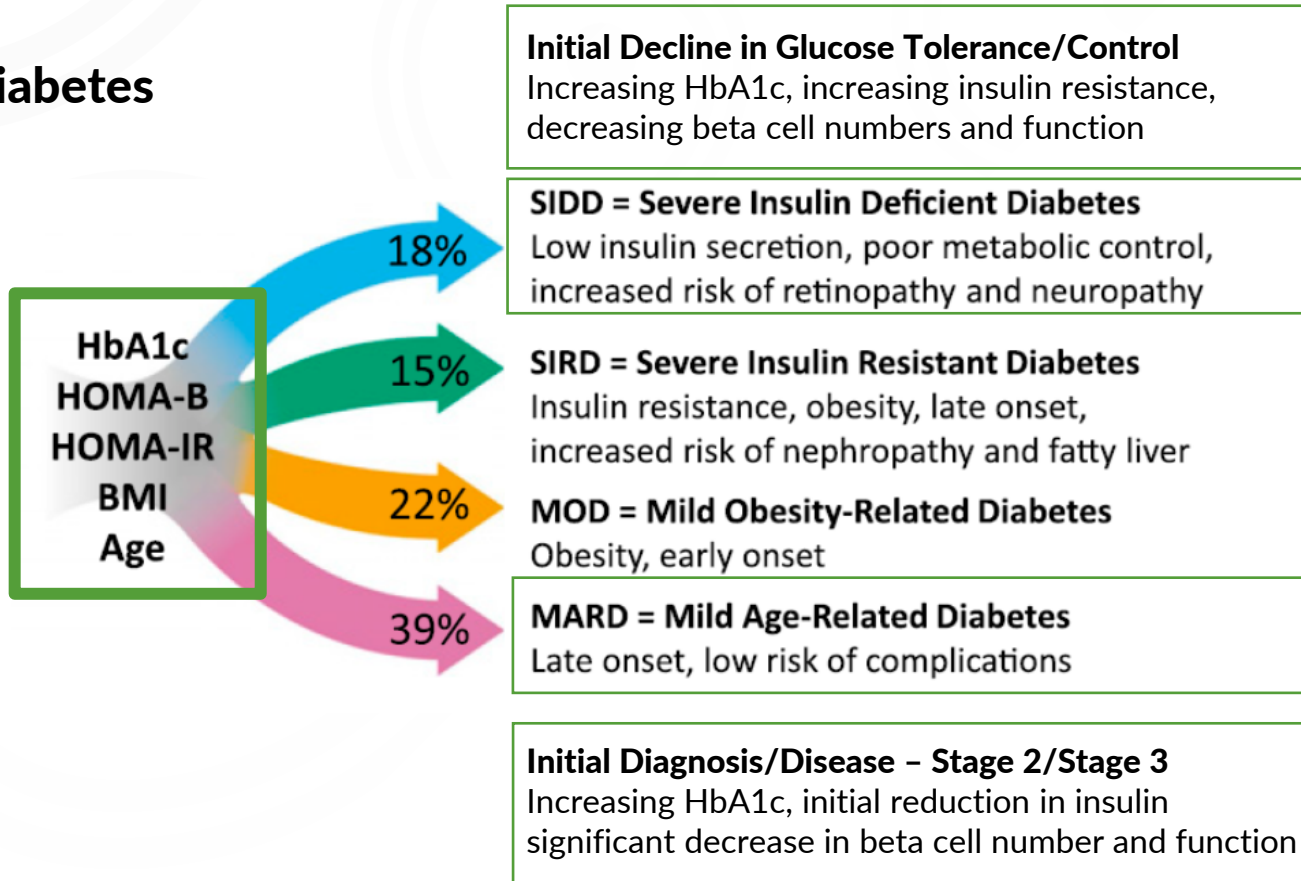 iabetes
Initial Decline in Glucose Tolerance/Control
Increasing HbA1c, increasing insulin resistance,
decreasing beta cell numbers and function
HbA1c
HOMA-B
HOMA-IR
BMI
Age
18%
SIDD = Severe Insulin Deficient Diabetes
Low insulin secretion, poor metabolic control,
increased risk of retinopathy and neuropathy
15%
SIRD = Severe Insulin Resistant Diabetes
Insulin resistance, obesity, late onset,
increased risk of nephropathy and fatty liver
22%
MOD = Mild Obesity-Related Diabetes
Obesity, early onset
39%
MARD = Mild Age-Related Diabetes
Late onset, low risk of complications
Initial Diagnosis/Disease – Stage 2/Stage 3
Increasing HbA1c, initial reduction in insulin
significant decrease in beta cell number and function